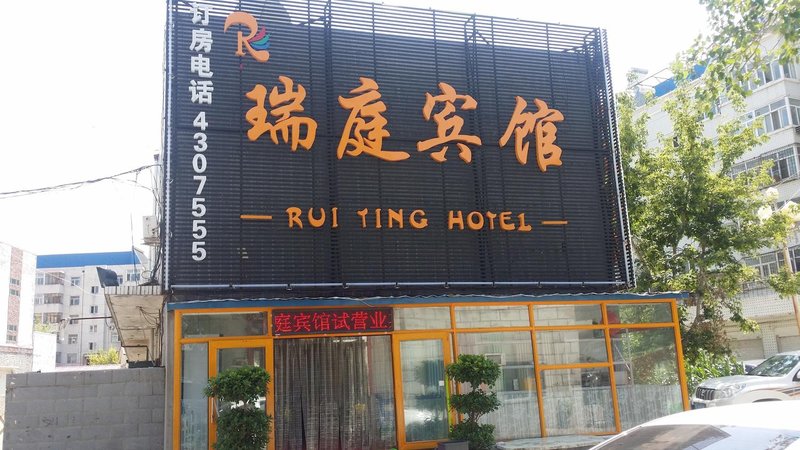 订房电话 4307555
R
瑞庭宾馆
RUI TING HOTEL
庭宾馆试营业